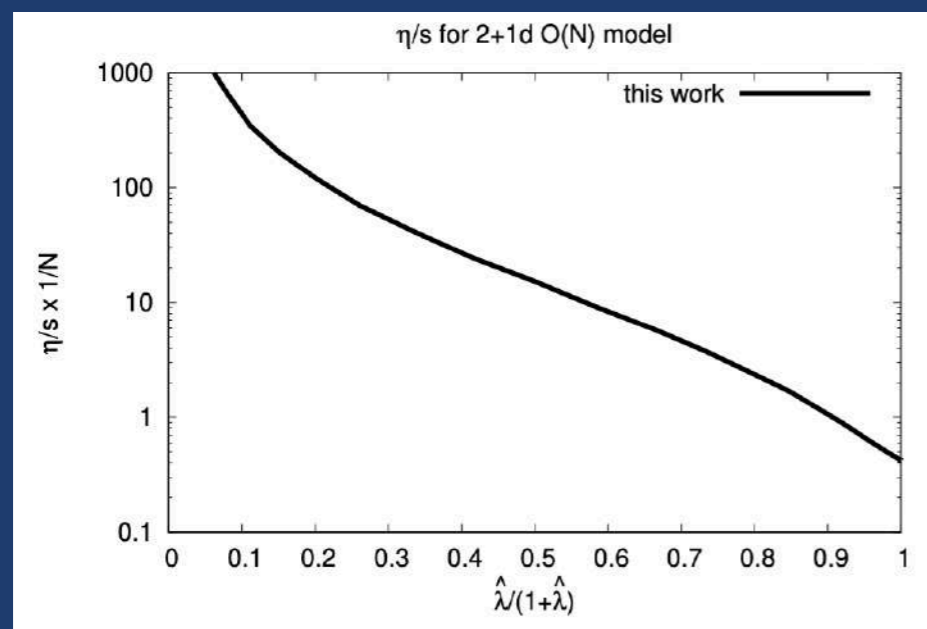 η/s for 2+1d O(N) model
this work
η/s x 1/N
1000
100
10
1
0.1
0 0.1 0.2 0.3 0.4 0.5 0.6 0.7 0.8 0.9 1
λ̂/(1+λ̂)